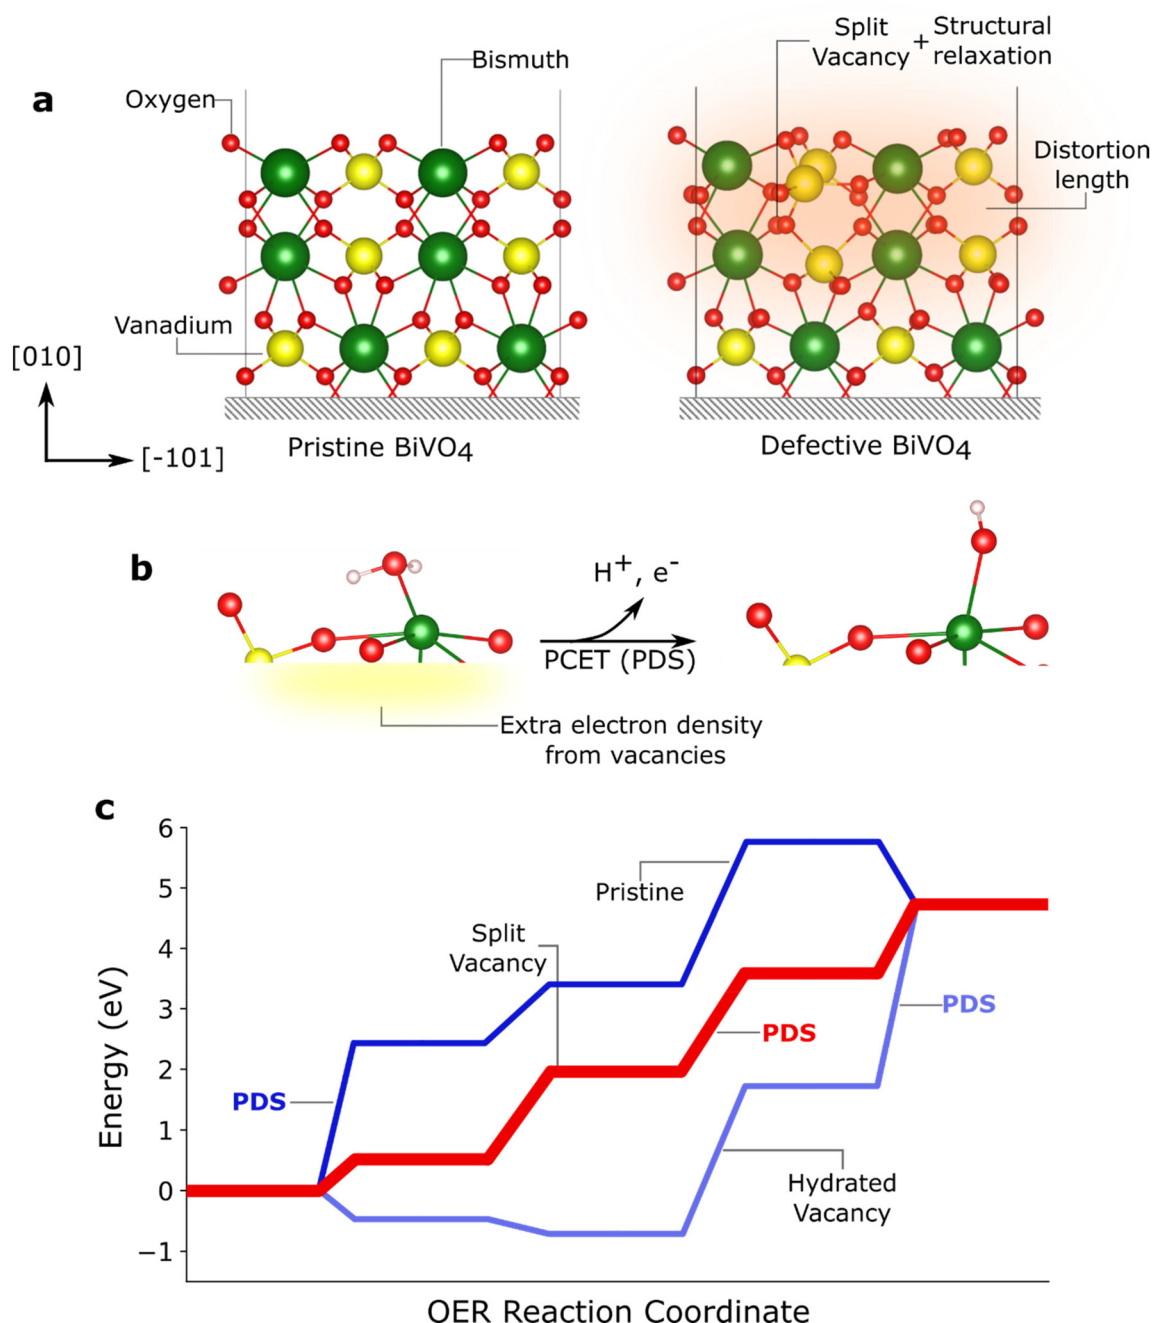 a
Oxygen
Bismuth
Vanadium
[010]
[-101]
Pristine BiVO4
Split
Vacancy
+
Structural
relaxation
Distortion
length
Defective BiVO4
b
H+, e-
PCET (PDS)
Extra electron density
from vacancies
c
6
5
4
3
2
1
0
−1
Energy (eV)
Pristine
Split
Vacancy
PDS
PDS
PDS
Hydrated
Vacancy
OER Reaction Coordinate